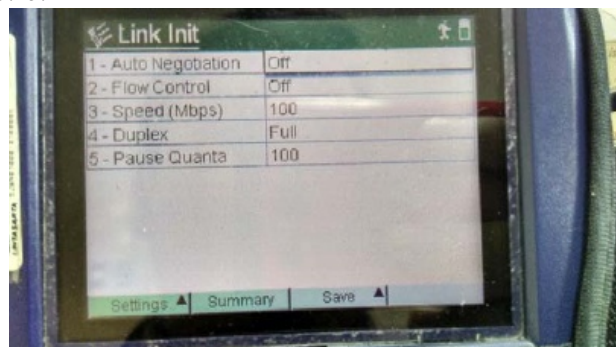 Link Init
1 - Auto Negotiation Off
2 - Flow Control Off
3 - Speed (Mbps) 100
4 - Duplex Full
5 - Pause Quanta 100
Settings Summary Save